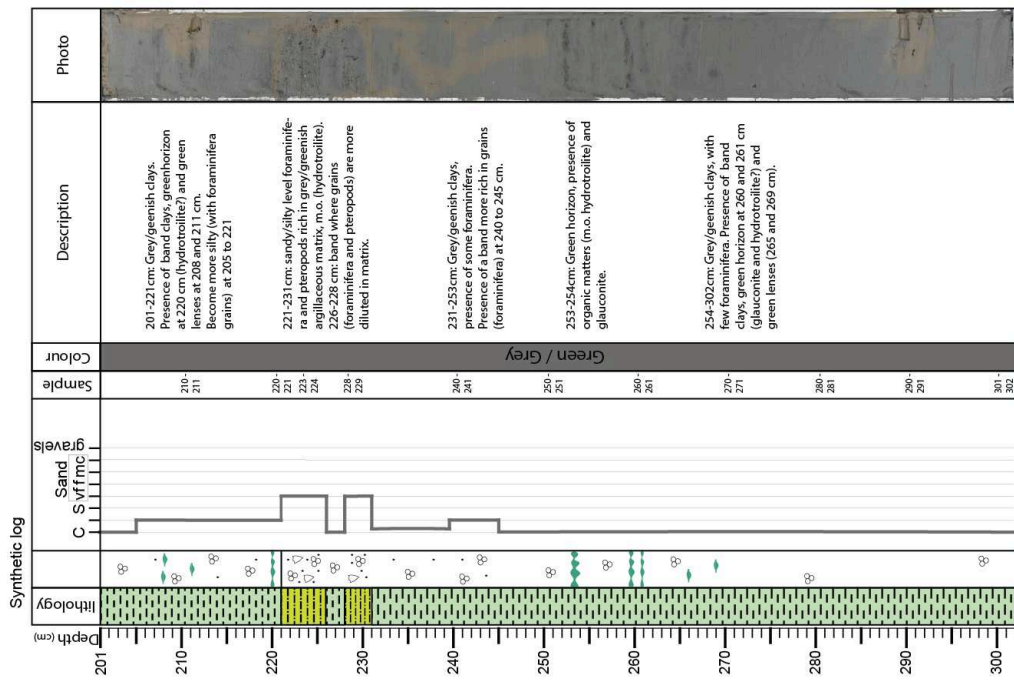 Synthetic log
Depth (cm)
lithology
C S vf f m c
Sand
gravels
Sample
Colour
Description
Photo
201
210
220
230
240
250
260
270
280
290
300
210-
211
220-
221
223-
224
228-
229
240-
241
250-
251
260-
261
270-
271
280-
281
290-
291
301-
302
Green / Grey
201-221cm: Grey/geenish clays.
Presence of band clays, greenhorizon
at 220 cm (hydrotroilite?) and green
lenses at 208 and 211 cm.
Become more silty (with foraminifera
grains) at 205 to 221
221-231cm: sandy/silty level foraminife-
ra and pteropods rich in grey/greenish
argillaceous matrix, m.o. (hydrotroilite).
226-228 cm: band where grains
(foraminifera and pteropods) are more
diluted in matrix.
231-253cm: Grey/geenish clays,
presence of some foraminifera.
Presence of a band more rich in grains
(foraminifera) at 240 to 245 cm.
253-254cm: Green horizon, presence of
organic matters (m.o. hydrotroilite) and
glauconite.
254-302cm: Grey/geenish clays, with
few foraminifera. Presence of band
clays, green horizon at 260 and 261 cm
(glauconite and hydrotroilite?) and
green lenses (265 and 269 cm).